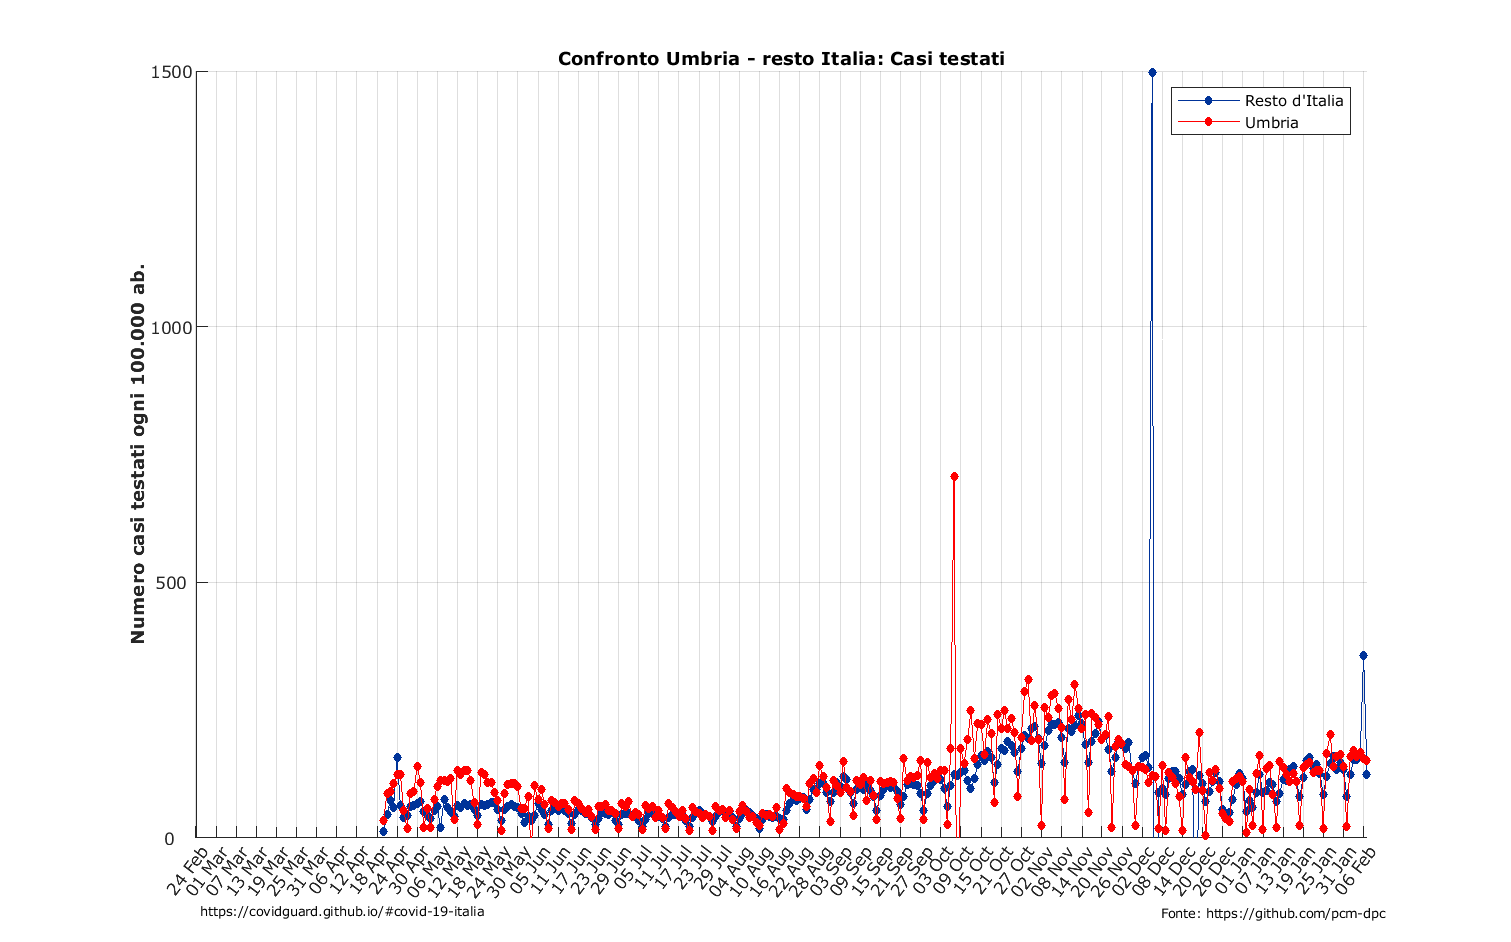 Confronto Umbria - resto Italia: Casi testati
Numero casi testati ogni 100.000 ab.
1500
1000
500
0
Resto d'Italia
Umbria
24 Feb
01 Mar
07 Mar
13 Mar
19 Mar
25 Mar
31 Mar
06 Apr
12 Apr
18 Apr
24 Apr
30 Apr
06 May
12 May
18 May
24 May
30 May
05 Jun
11 Jun
17 Jun
23 Jun
29 Jun
05 Jul
11 Jul
17 Jul
23 Jul
29 Jul
04 Aug
10 Aug
16 Aug
22 Aug
28 Aug
03 Sep
09 Sep
15 Sep
21 Sep
27 Sep
03 Oct
09 Oct
15 Oct
21 Oct
27 Oct
02 Nov
08 Nov
14 Nov
20 Nov
26 Nov
02 Dec
08 Dec
14 Dec
20 Dec
26 Dec
01 Jan
07 Jan
13 Jan
19 Jan
25 Jan
31 Jan
06 Feb
https://covidguard.github.io/#covid-19-italia
Fonte: https://github.com/pcm-dpc